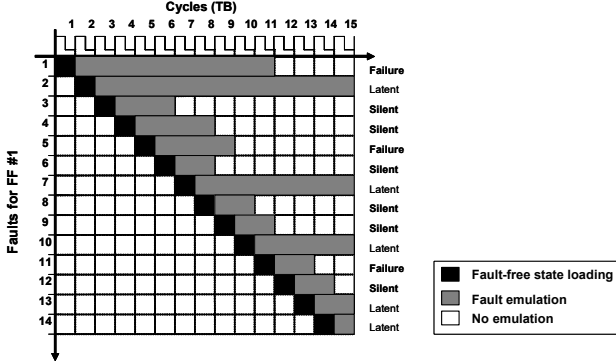 Cycles (TB)
1 2 3 4 5 6 7 8 9 10 11 12 13 14 15
Faults for FF #1
1 Failure
2 Latent
3 Silent
4 Silent
5 Failure
6 Silent
7 Latent
8 Silent
9 Silent
10 Latent
11 Failure
12 Silent
13 Latent
14 Latent
Fault-free state loading
Fault emulation
No emulation